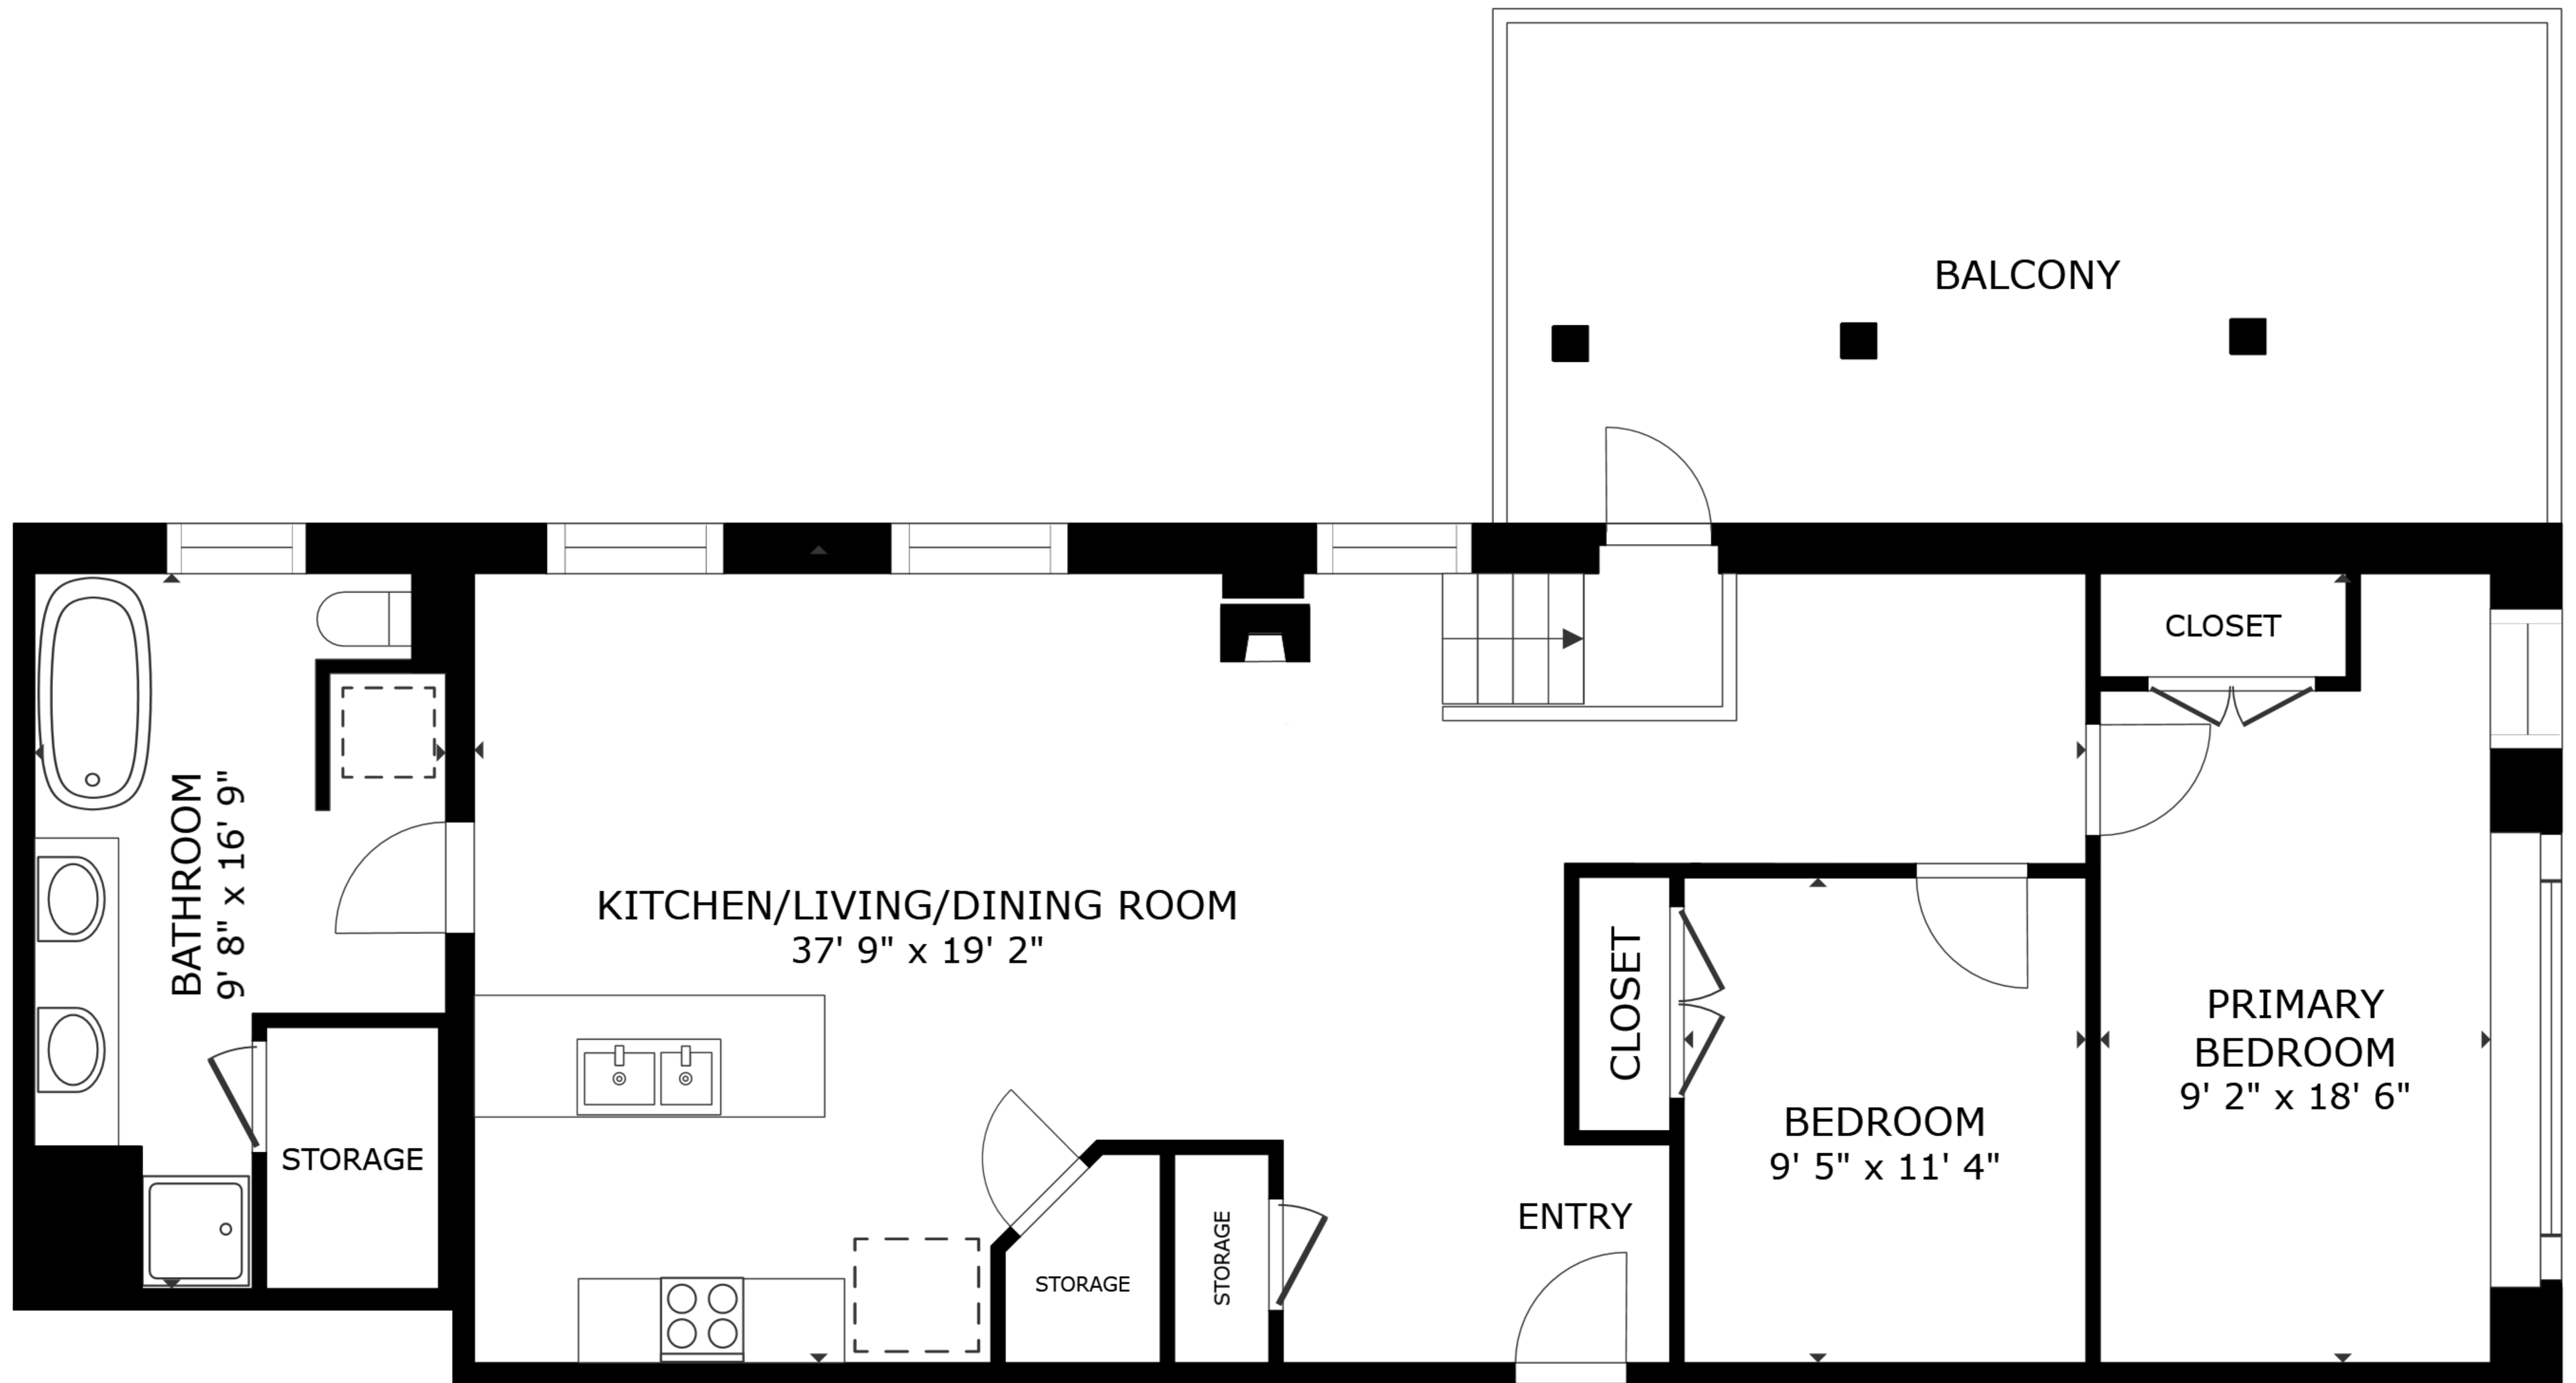 BALCONY
CLOSET
BATHROOM
9' 8" x 16' 9"
KITCHEN/LIVING/DINING ROOM
37' 9" x 19' 2"
CLOSET
PRIMARY
BEDROOM
9' 2" x 18' 6"
BEDROOM
9' 5" x 11' 4"
STORAGE
ENTRY
STORAGE
STORAGE